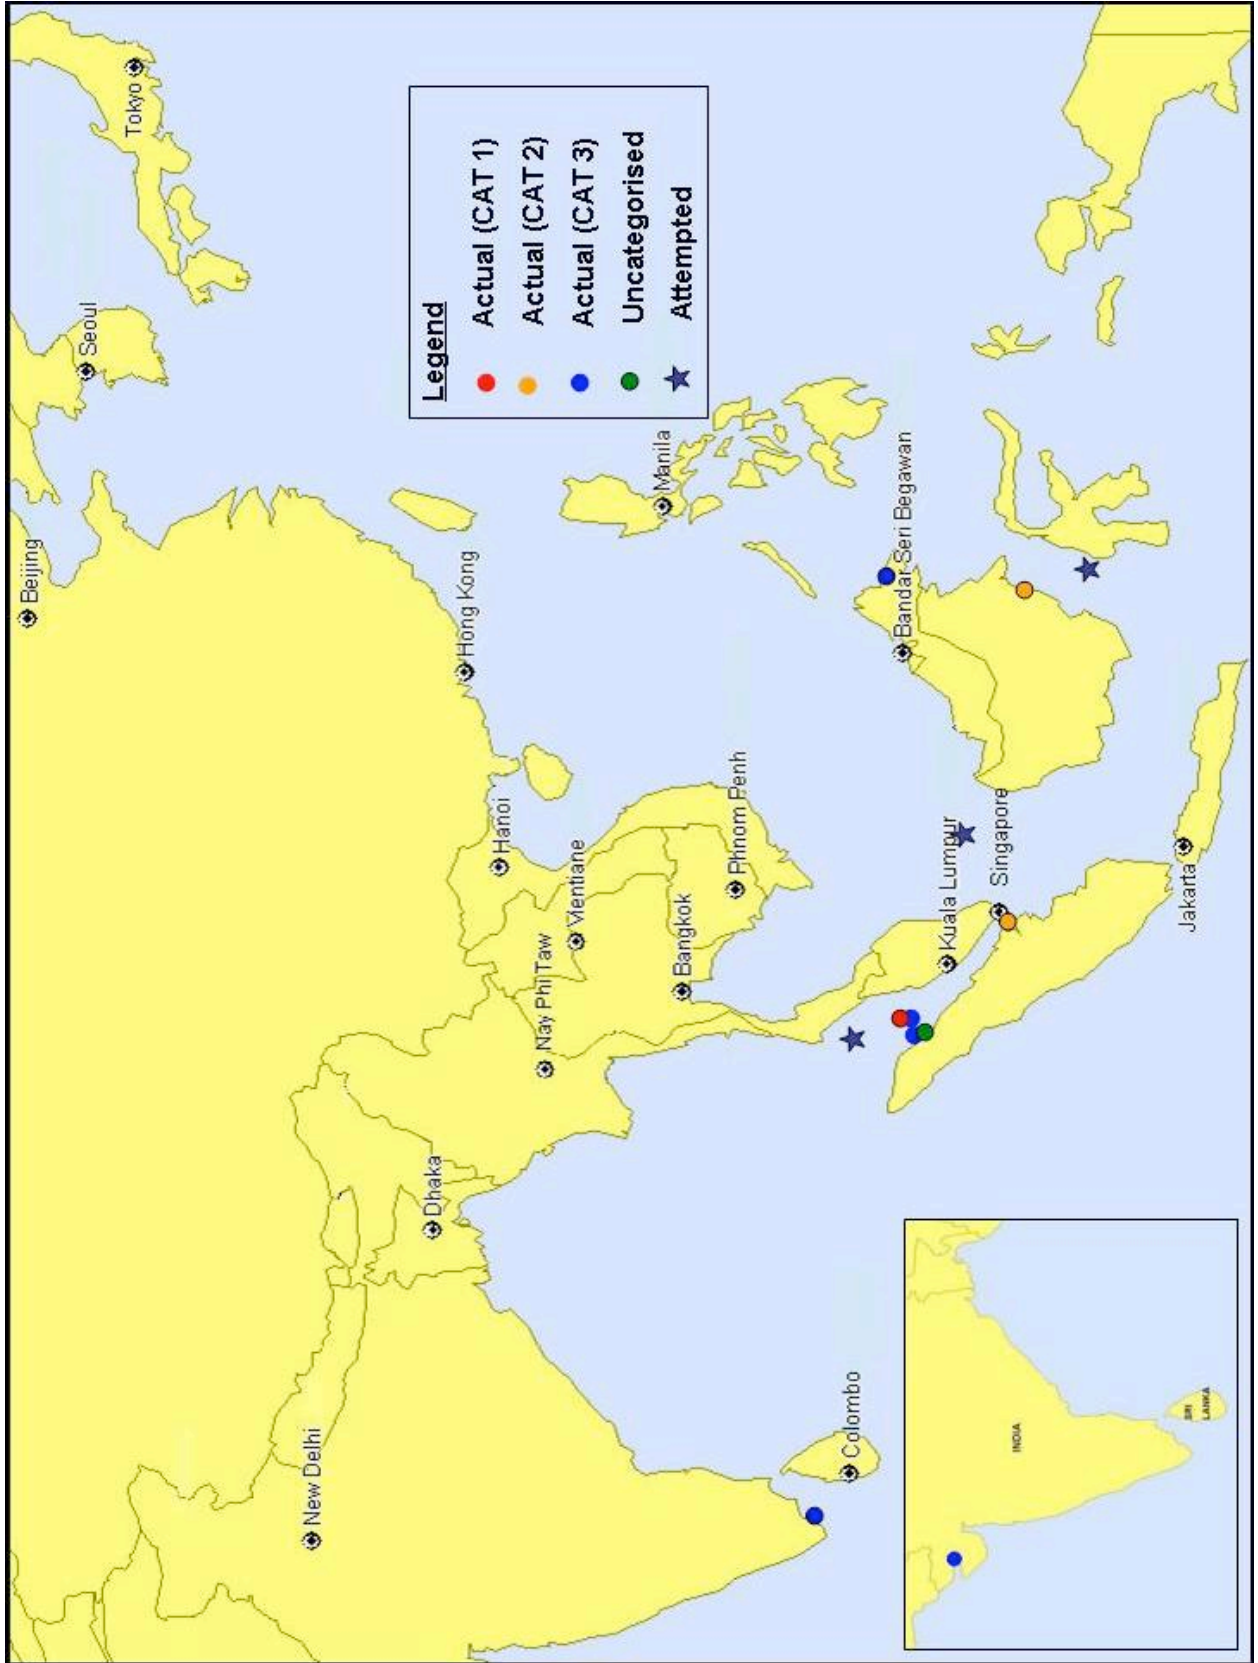 Beijing
Seoul
Tokyo
Legend
Actual (CAT 1)
Actual (CAT 2)
Actual (CAT 3)
Uncategorised
Attempted
New Delhi
Dhaka
Hong Kong
Hanoi
Nay Phi Taw
Vientiane
Manila
Bangkok
Phnom Penh
Colombo
Bandar Seri Begawan
Kuala Lumpur
Singapore
Jakarta
INDIA
SRI
LANKA